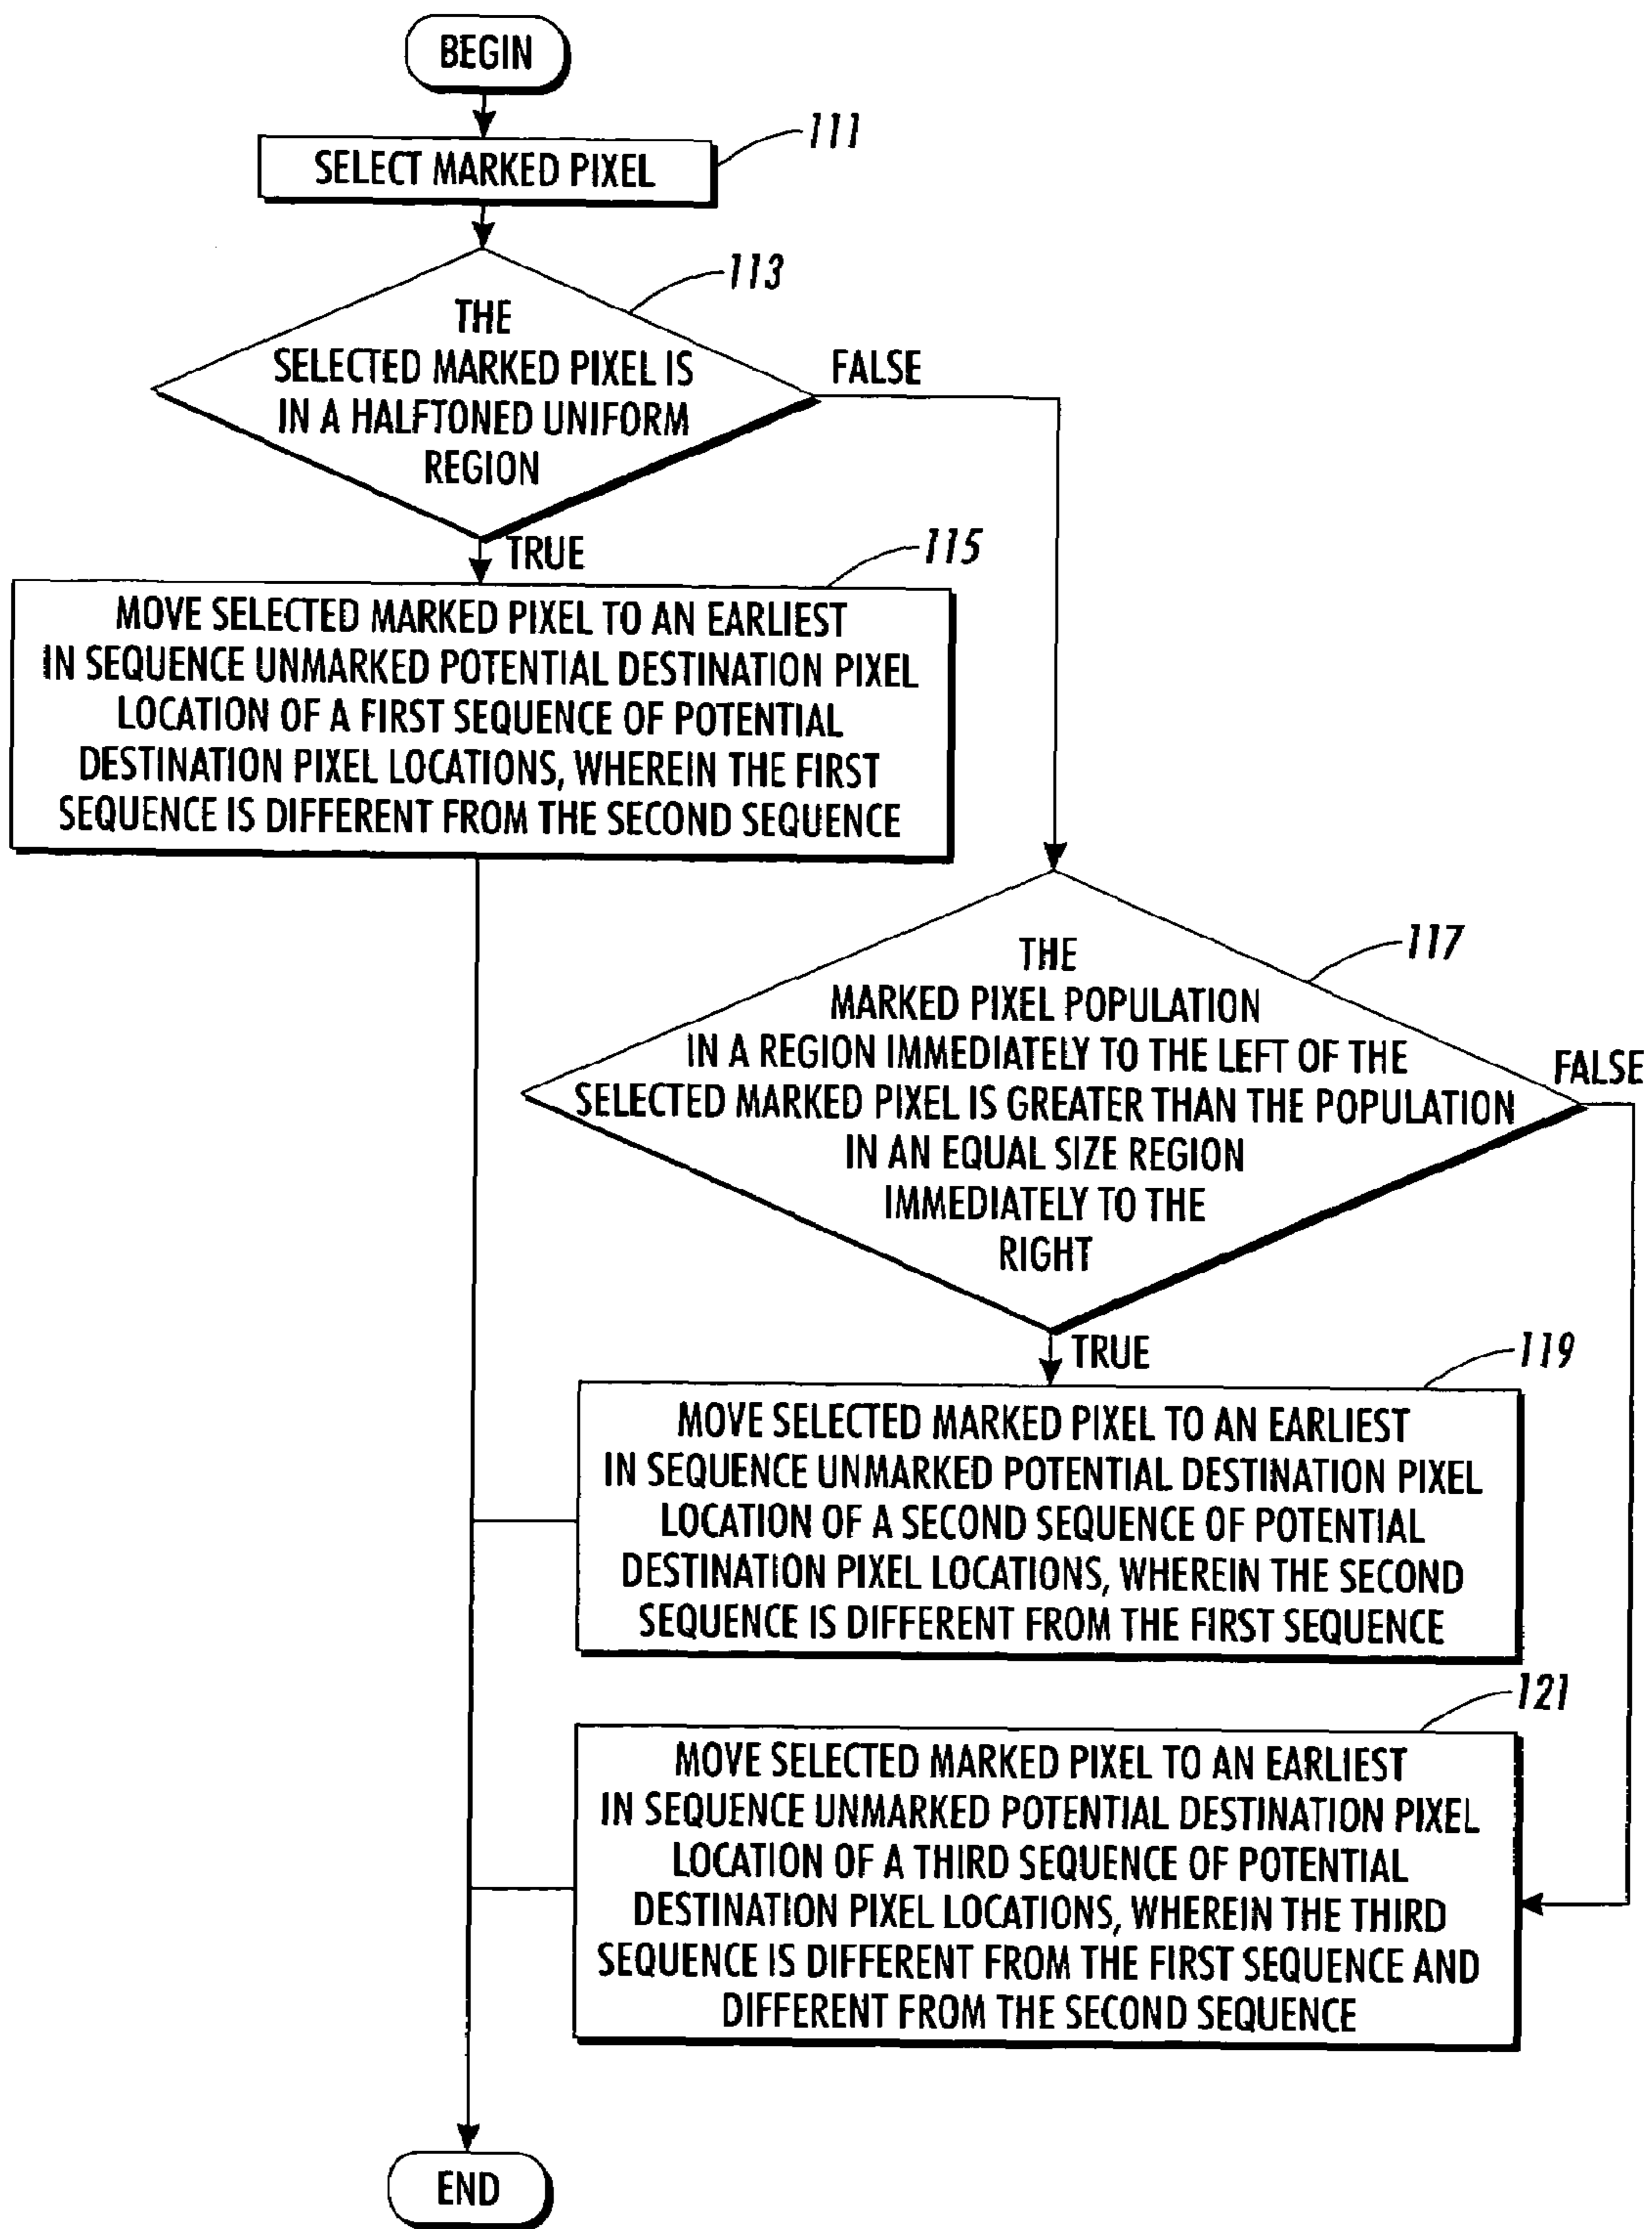 BEGIN
SELECT MARKED PIXEL
111
THE
SELECTED MARKED PIXEL IS
IN A HALFTONED UNIFORM
REGION
113
FALSE
TRUE
115
MOVE SELECTED MARKED PIXEL TO AN EARLIEST
IN SEQUENCE UNMARKED POTENTIAL DESTINATION PIXEL
LOCATION OF A FIRST SEQUENCE OF POTENTIAL
DESTINATION PIXEL LOCATIONS, WHEREIN THE FIRST
SEQUENCE IS DIFFERENT FROM THE SECOND SEQUENCE
117
THE
MARKED PIXEL POPULATION
IN A REGION IMMEDIATELY TO THE LEFT OF THE
SELECTED MARKED PIXEL IS GREATER THAN THE POPULATION
IN AN EQUAL SIZE REGION
IMMEDIATELY TO THE
RIGHT
FALSE
TRUE
119
MOVE SELECTED MARKED PIXEL TO AN EARLIEST
IN SEQUENCE UNMARKED POTENTIAL DESTINATION PIXEL
LOCATION OF A SECOND SEQUENCE OF POTENTIAL
DESTINATION PIXEL LOCATIONS, WHEREIN THE SECOND
SEQUENCE IS DIFFERENT FROM THE FIRST SEQUENCE
121
MOVE SELECTED MARKED PIXEL TO AN EARLIEST
IN SEQUENCE UNMARKED POTENTIAL DESTINATION PIXEL
LOCATION OF A THIRD SEQUENCE OF POTENTIAL
DESTINATION PIXEL LOCATIONS, WHEREIN THE THIRD
SEQUENCE IS DIFFERENT FROM THE FIRST SEQUENCE AND
DIFFERENT FROM THE SECOND SEQUENCE
END